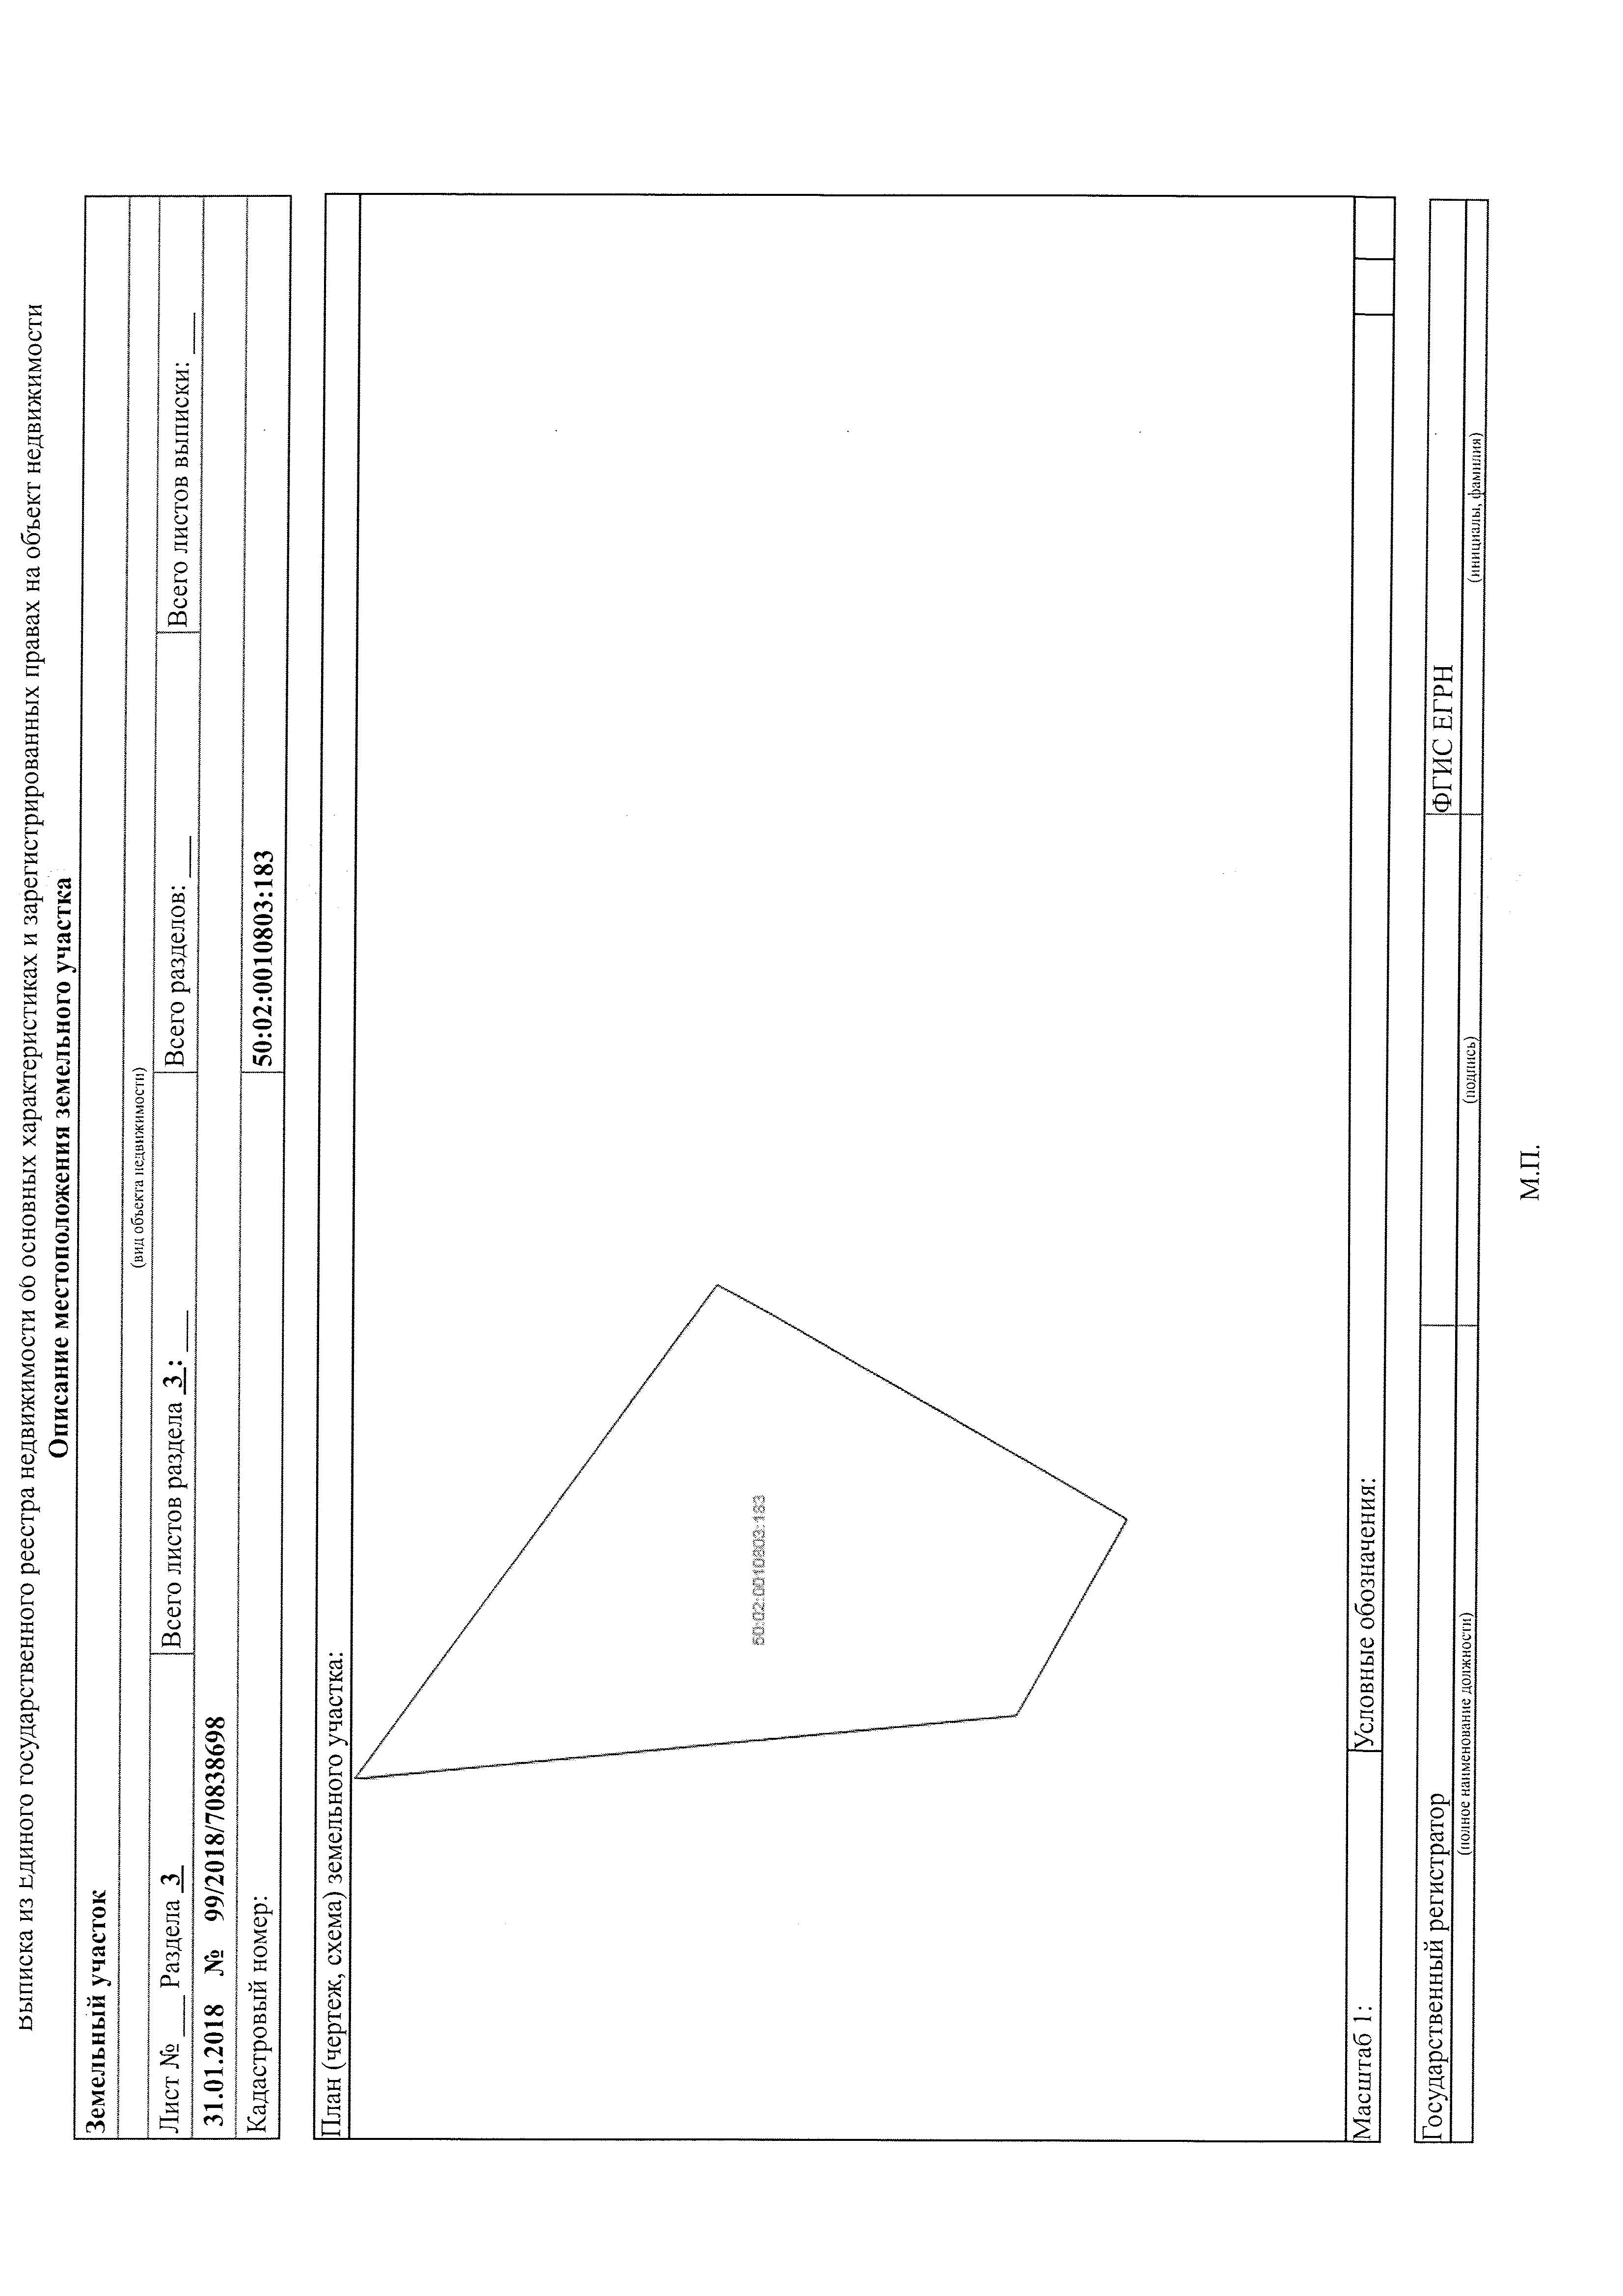 Выписка из Единого государственного реестра недвижимости об основных характеристиках и зарегистрированных правах на объект недвижимости
Описание местоположения земельного участка
Земельный участок
(вид объекта недвижимости)
Лист № ___ Раздела 3 Всего листов раздела 3 : ___ Всего разделов: ___ Всего листов выписки: ___
31.01.2018 № 99/2018/70838698
Кадастровый номер: 50:02:0010803:183
План (чертеж, схема) земельного участка:
50:02:0010803:183
Масштаб 1: Условные обозначения:
Государственный регистратор ФГИС ЕГРН
(полное наименование должности) (подпись) (инициалы, фамилия)
М.П.